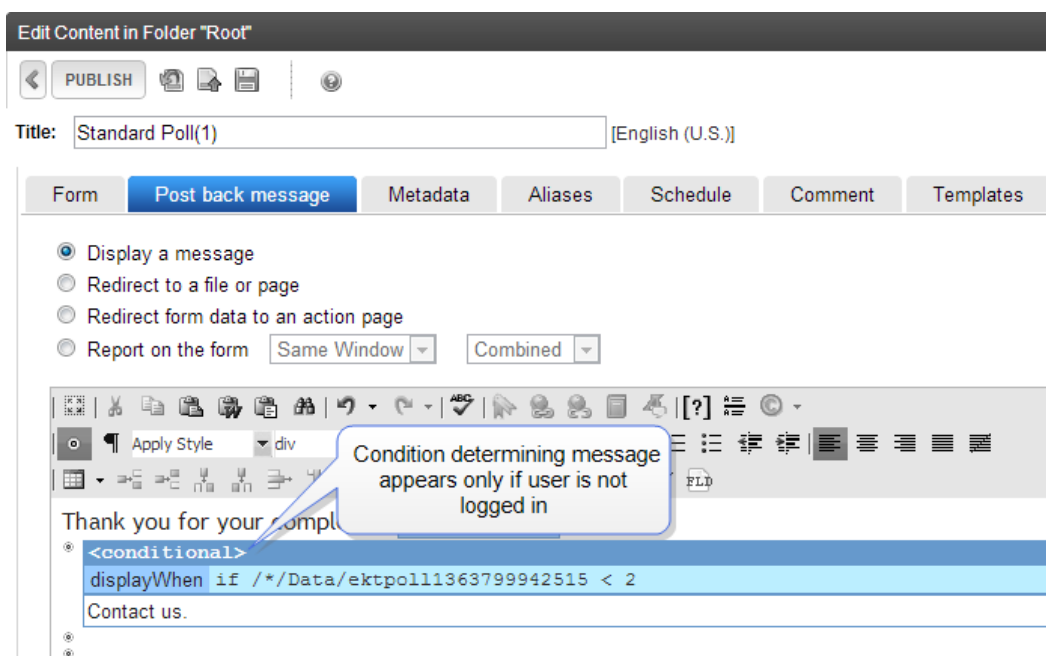 Edit Content in Folder "Root"
PUBLISH
Title: Standard Poll(1) [English (U.S.)]
Form Post back message Metadata Aliases Schedule Comment Templates
Display a message
Redirect to a file or page
Redirect form data to an action page
Report on the form Same Window Combined
ABC [?] ©
¶ Apply Style div
FLD
Condition determining message
appears only if user is not
logged in
Thank you for your
<conditional>
displayWhen if /*/Data/ektpoll1363799942515 < 2
Contact us.